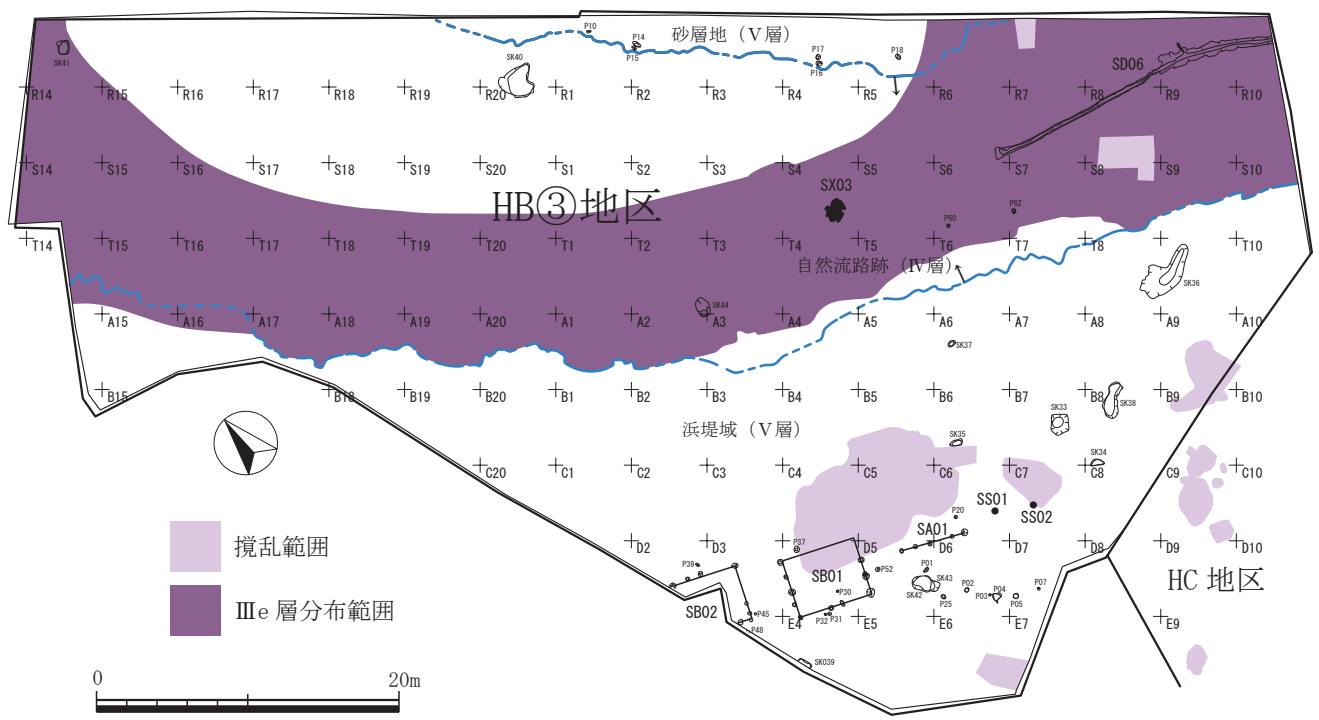 P10
砂層地（Ⅴ層）
P14
P15
P17
P16
P18
SK41
SK40
SD06
R14 R15 R16 R17 R18 R19 R20 R1 R2 R3 R4 R5 R6 R7 R8 R9 R10
S14 S15 S16 S17 S18 S19 S20 S1 S2 S3 S4 S5 S6 S7 S8 S9 S10
HB③地区
SX03
P60
P62
T14 T15 T16 T17 T18 T19 T20 T1 T2 T3 T4 T5 T6 T7 T8 T10
自然流路跡（Ⅳ層）
SK36
SK44
A15 A16 A17 A18 A19 A20 A1 A2 A3 A4 A5 A6 A7 A8 A9 A10
SK37
B15 B18 B19 B20 B1 B2 B3 B4 B5 B6 B7 B8 B9 B10
SK38
SK33
浜堤域（Ⅴ層）
SK35
SK34
C20 C1 C2 C3 C4 C5 C6 C7 C8 C9 C10
SS01
SS02
P20
SA01
D2 D3 D5 D6 D7 D8 D9 D10
P37
P39
SB01
P52
P01
SK43
SK42
P02
P25
P03
P04
P05
P07
P30
P32
P31
SB02
P45
P48
E4 E5 E6 E7 E9
HC 地区
SK039
撹乱範囲
Ⅲe 層分布範囲
0 20m